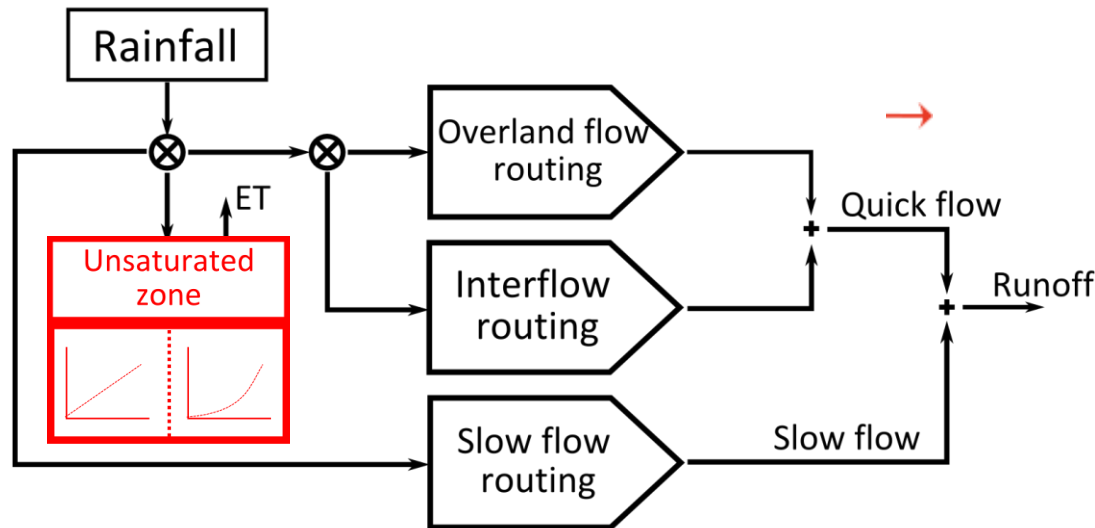 Rainfall
Overland flow
routing
ET
Quick flow
Unsaturated
zone
Interflow
routing
Runoff
Slow flow
routing
Slow flow